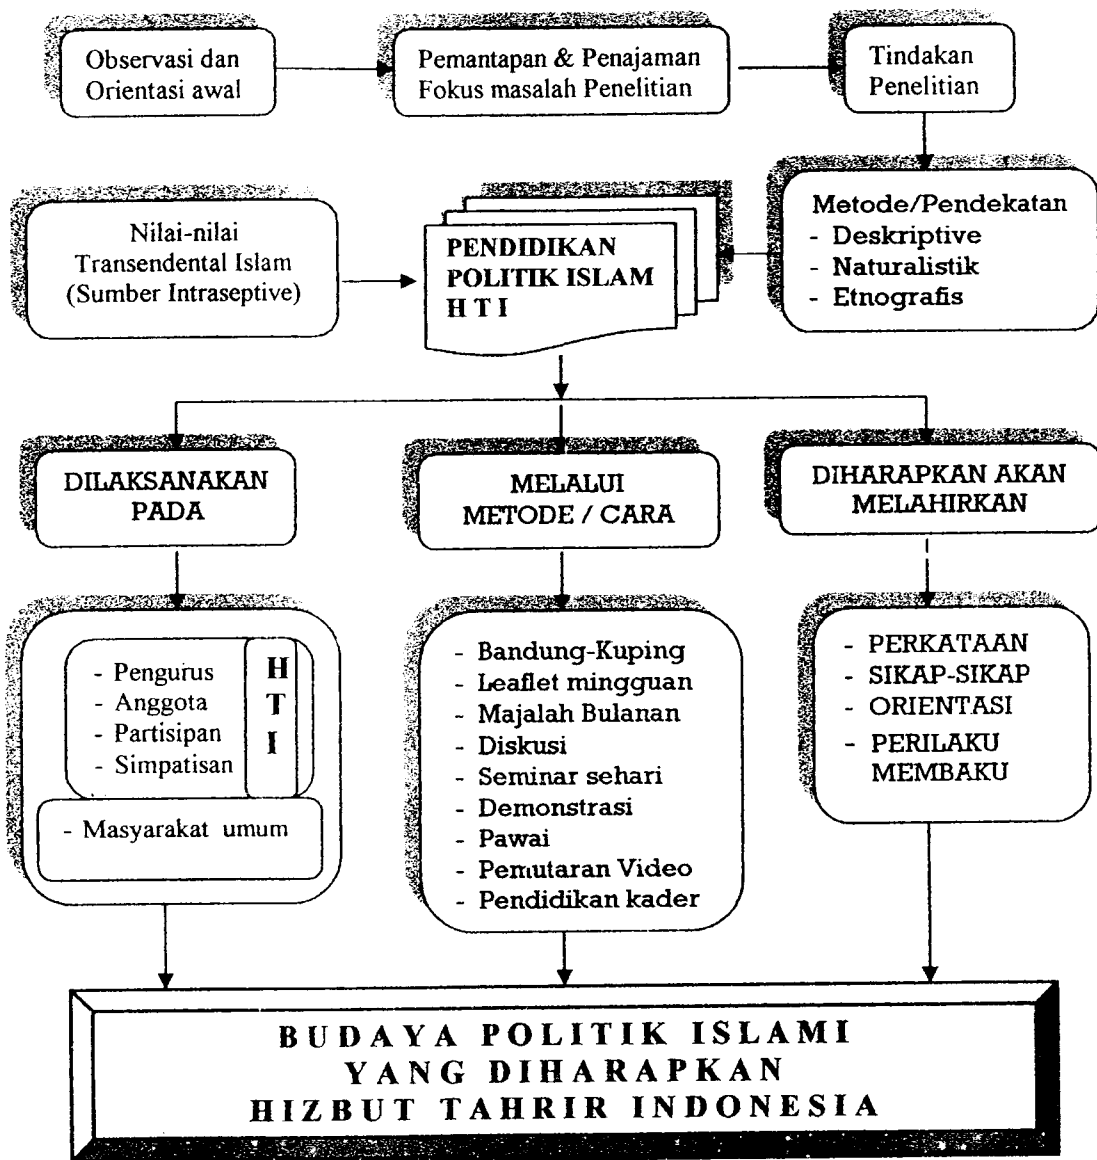 Observasi dan
Orientasi awal
Pemantapan & Penajaman
Fokus masalah Penelitian
Tindakan
Penelitian
Nilai-nilai
Transendental Islam
(Sumber Intraseptive)
PENDIDIKAN
POLITIK ISLAM
H T I
Metode/Pendekatan
- Deskriptive
- Naturalistik
- Etnografis
DILAKSANAKAN
PADA
MELALUI
METODE / CARA
DIHARAPKAN AKAN
MELAHIRKAN
- Pengurus
- Anggota
- Partisipan
- Simpatisan
H
T
I
- Masyarakat umum
- Bandung-Kuping
- Leaflet mingguan
- Majalah Bulanan
- Diskusi
- Seminar sehari
- Demonstrasi
- Pawai
- Pemutaran Video
- Pendidikan kader
- PERKATAAN
- SIKAP-SIKAP
- ORIENTASI
- PERILAKU
MEMBAKU
BUDAYA POLITIK ISLAMI
YANG DIHARAPKAN
HIZBUT TAHRIR INDONESIA